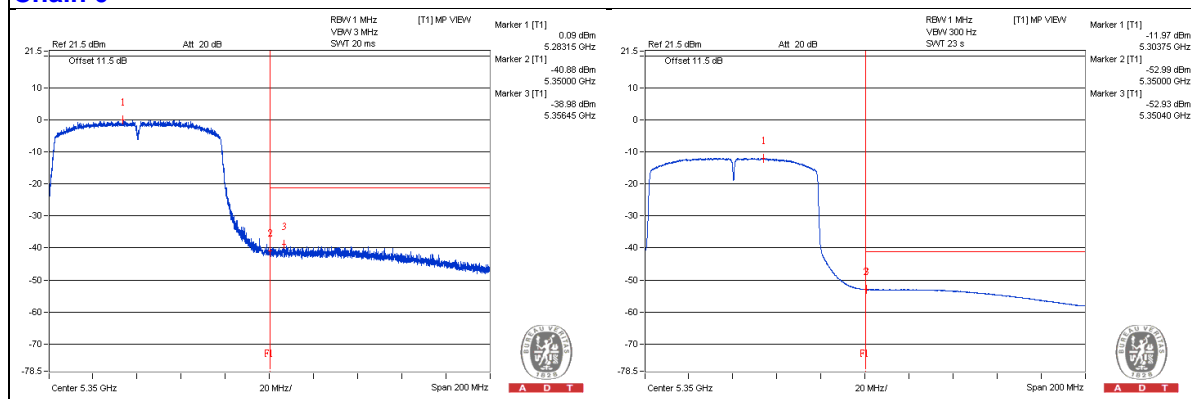 RBW 1 MHz [T1] MP VIEW
VBW 3 MHz
Ref 21.5 dBm Att 20 dB SWT 20 ms
Marker 1 [T1]
0.09 dBm
5.28315 GHz
Marker 2 [T1]
-40.88 dBm
5.35000 GHz
Marker 3 [T1]
-38.98 dBm
5.35645 GHz
21.5
Offset 11.5 dB
10
0
-10
-20
-30
-40
-50
-60
-70
-78.5
1
2
3
F1
Center 5.35 GHz 20 MHz/ Span 200 MHz
BUREAU VERITAS
1828
A D T
RBW 1 MHz [T1] MP VIEW
VBW 300 Hz
Ref 21.5 dBm Att 20 dB SWT 23 s
Marker 1 [T1]
-11.97 dBm
5.30375 GHz
Marker 2 [T1]
-52.99 dBm
5.35000 GHz
Marker 3 [T1]
-52.93 dBm
5.35040 GHz
21.5
Offset 11.5 dB
10
0
-10
-20
-30
-40
-50
-60
-70
-78.5
1
F1
Center 5.35 GHz 20 MHz/ Span 200 MHz
BUREAU VERITAS
1828
A D T